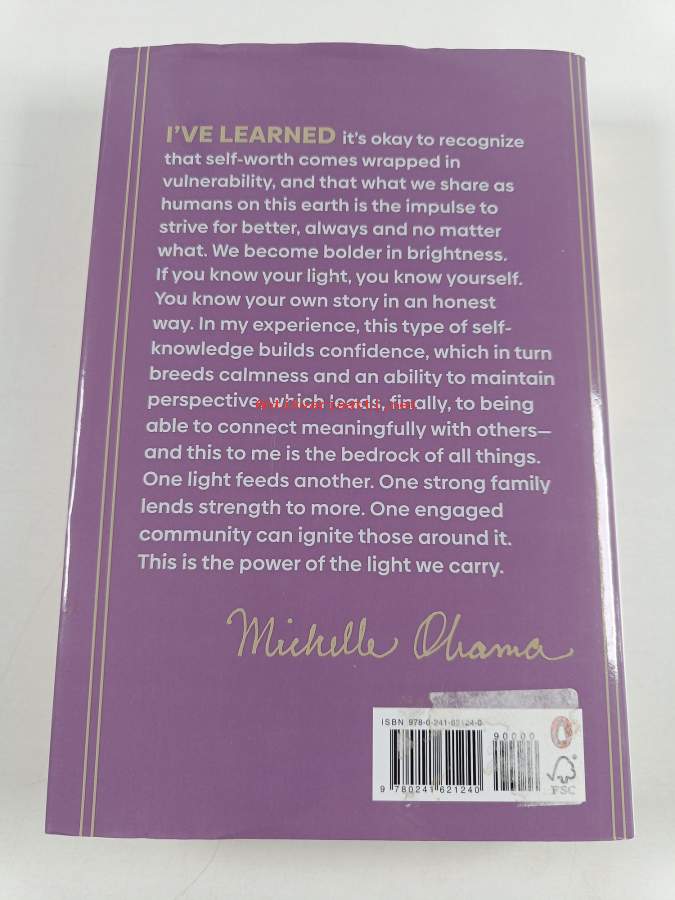 I'VE LEARNED it's okay to recognize
that self-worth comes wrapped in
vulnerability, and that what we share as
humans on this earth is the impulse to
strive for better, always and no matter
what. We become bolder in brightness.
If you know your light, you know yourself.
You know your own story in an honest
way. In my experience, this type of self-
knowledge builds confidence, which in turn
breeds calmness and an ability to maintain
perspective, which leads, finally, to being
able to connect meaningfully with others—
and this to me is the bedrock of all things.
One light feeds another. One strong family
lends strength to more. One engaged
community can ignite those around it.
This is the power of the light we carry.
Michelle Obama
ISBN 978-0-241-62124-0
90000
9 780241 621240
FSC